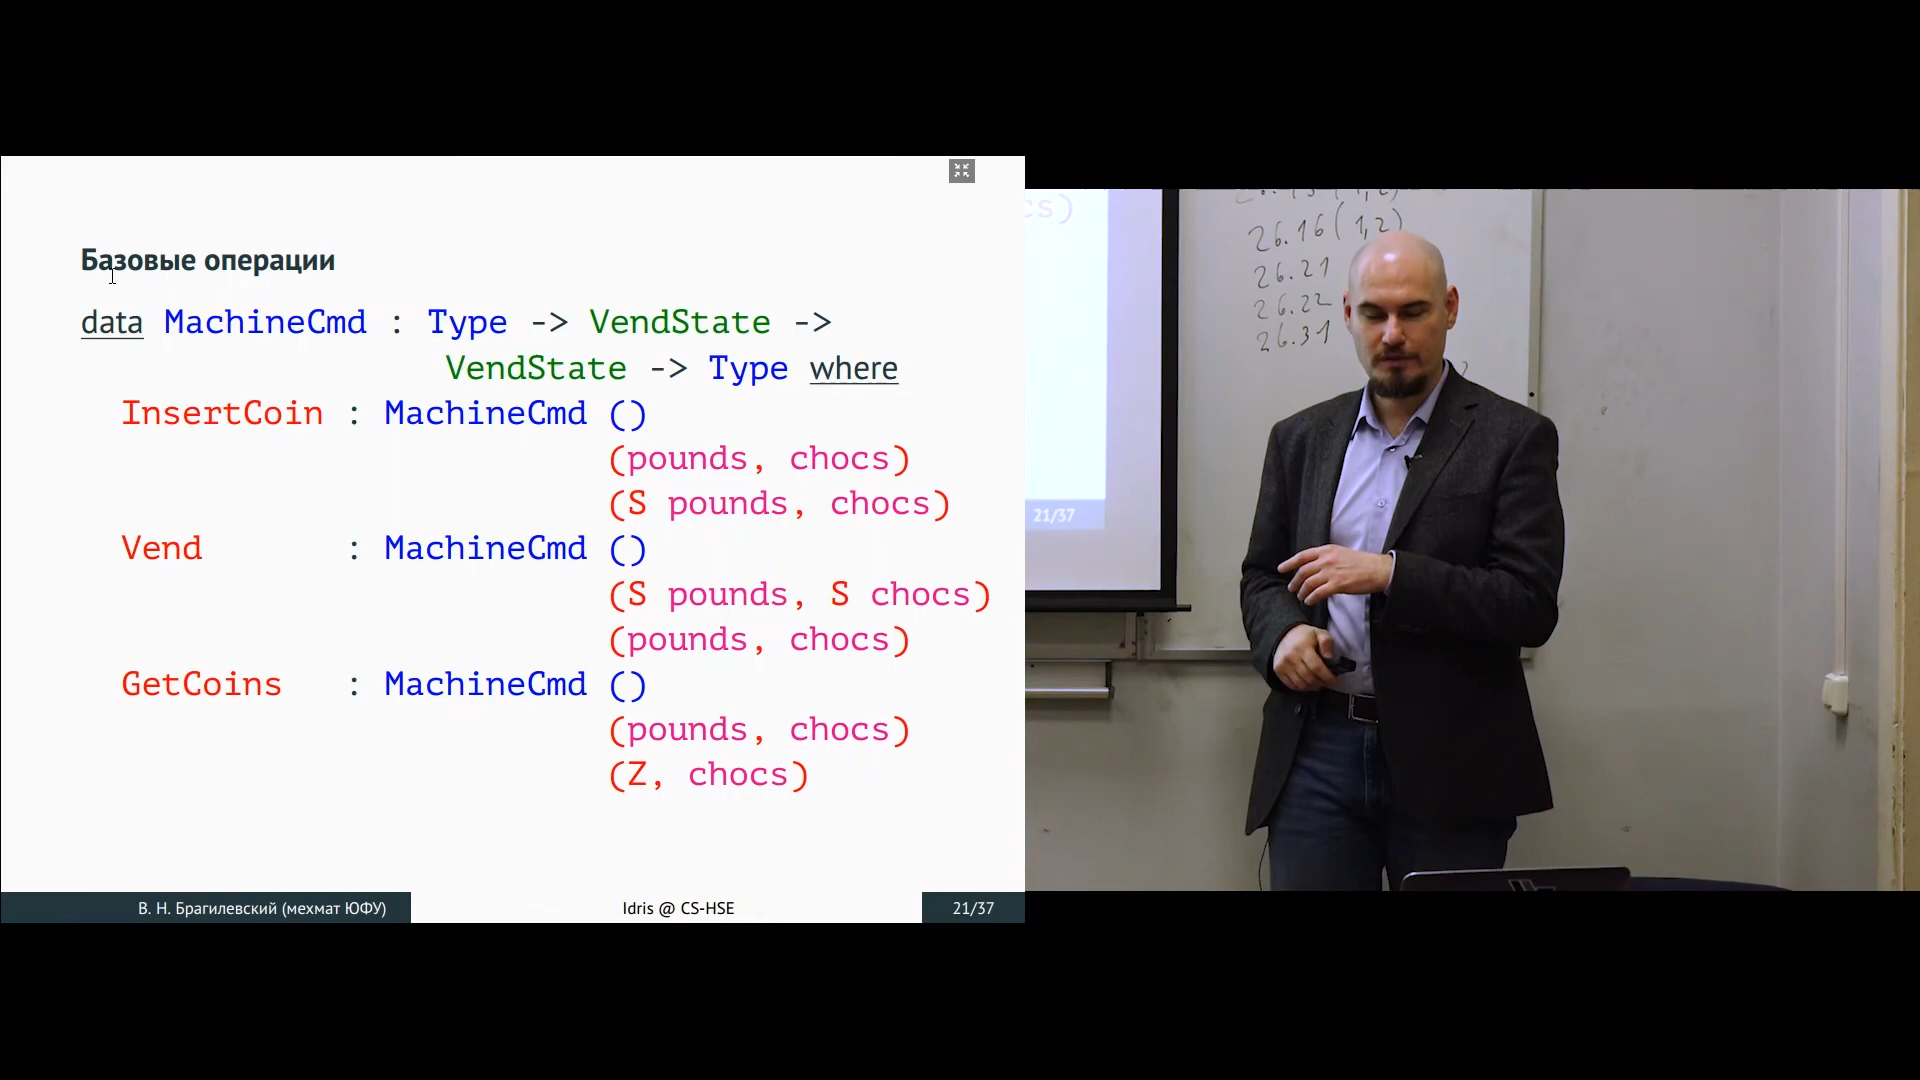 Базовые операции
data MachineCmd : Type -> VendState ->
VendState -> Type where
InsertCoin : MachineCmd ()
(pounds, chocs)
(S pounds, chocs)
Vend : MachineCmd ()
(S pounds, S chocs)
(pounds, chocs)
GetCoins : MachineCmd ()
(pounds, chocs)
(Z, chocs)
В. Н. Брагилевский (мехмат ЮФУ)
Idris @ CS-HSE
21/37
cs)
21/37
26.16(1,2)
26.21
26.22
26.31